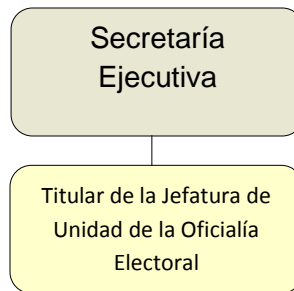 Secretaría
Ejecutiva
Titular de la Jefatura de
Unidad de la Oficialía
Electoral